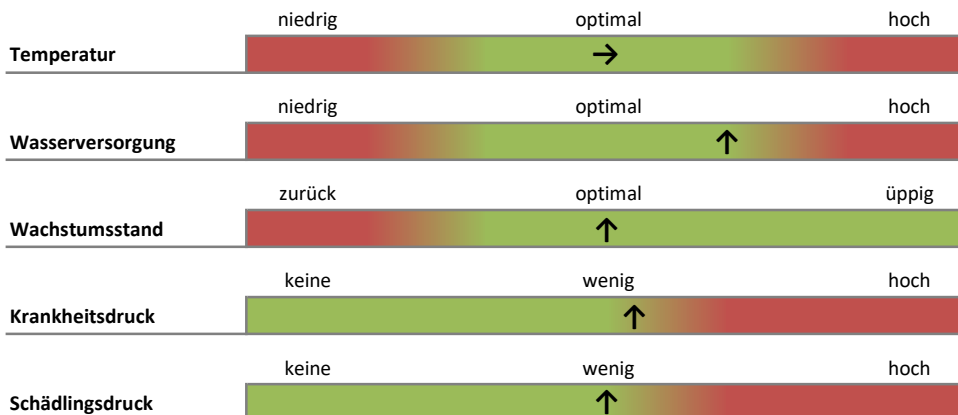 niedrig optimal hoch
Temperatur →
niedrig optimal hoch
Wasserversorgung ↑
zurück optimal üppig
Wachstumsstand ↑
keine wenig hoch
Krankheitsdruck ↑
keine wenig hoch
Schädlingsdruck ↑